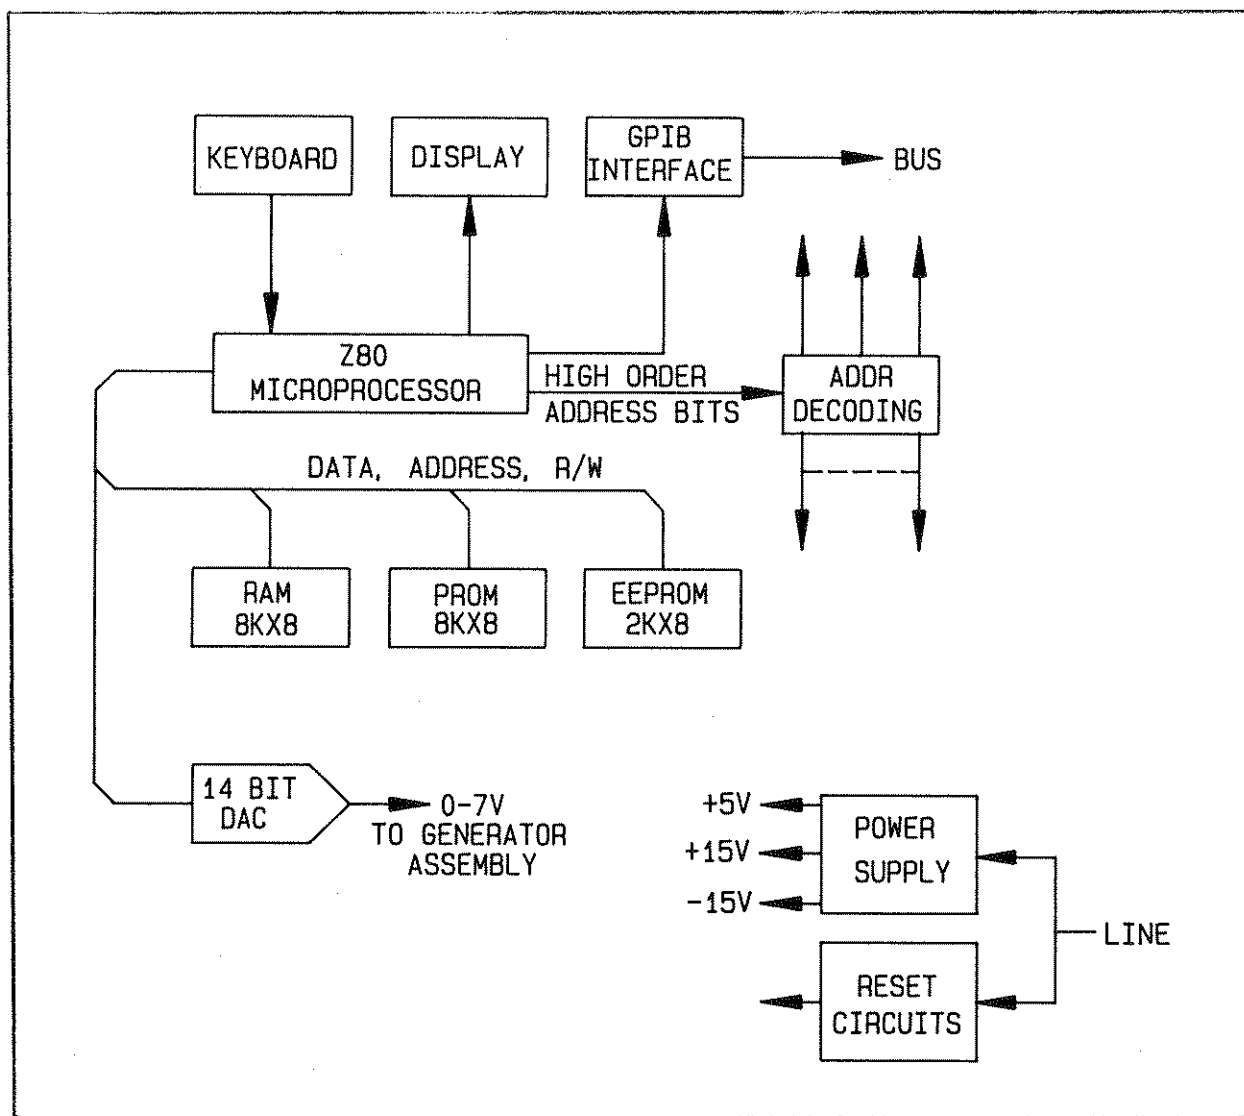 KEYBOARD
DISPLAY
GPIB
INTERFACE
BUS
Z80
MICROPROCESSOR
HIGH ORDER
ADDRESS BITS
ADDR
DECODING
DATA, ADDRESS, R/W
RAM
8KX8
PROM
8KX8
EEPROM
2KX8
14 BIT
DAC
0-7V
TO GENERATOR
ASSEMBLY
+5V
+15V
-15V
POWER
SUPPLY
LINE
RESET
CIRCUITS